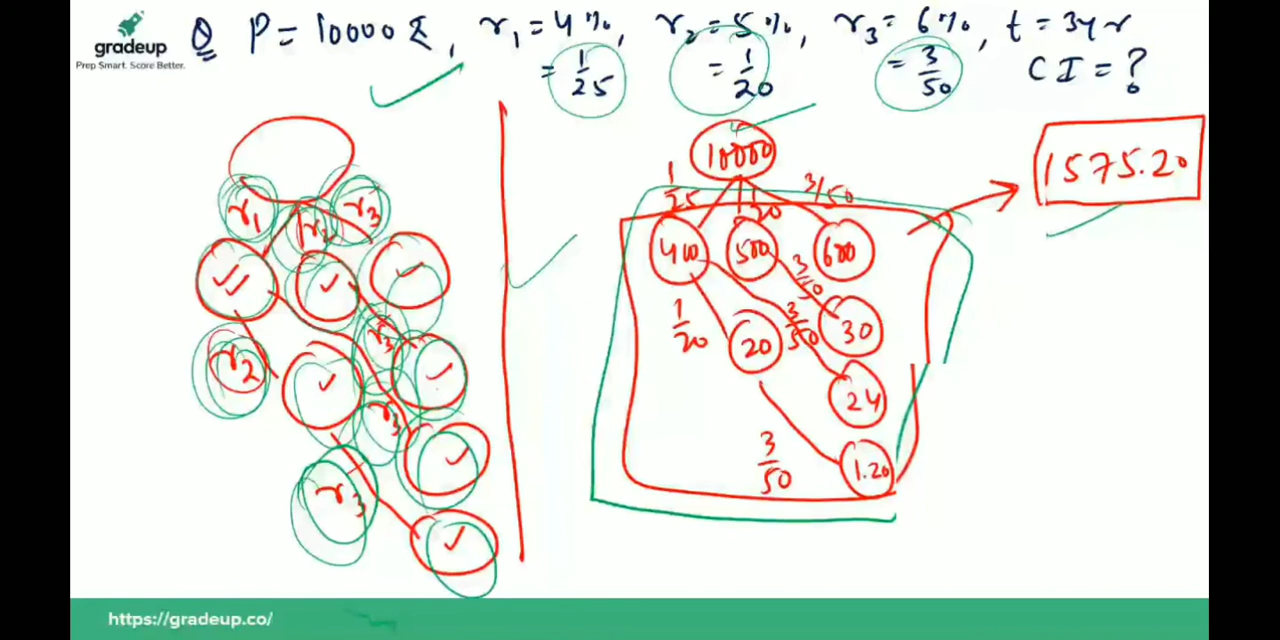 gradeup
Prep Smart. Score Better.
Q P = 10000 ₹, r₁ = 4%, r₂ = 5%, r₃ = 6%, t = 3yr
= 1/25 = 1/20 = 3/50 CI = ?
10000
1575.20
1/25 1/20 3/50
r₁ r₂ r₃
400 500 600
3/50
r₃
1/20 3/50 30
20
r₂
24
r₃
3/50 1.20
r₃
https://gradeup.co/